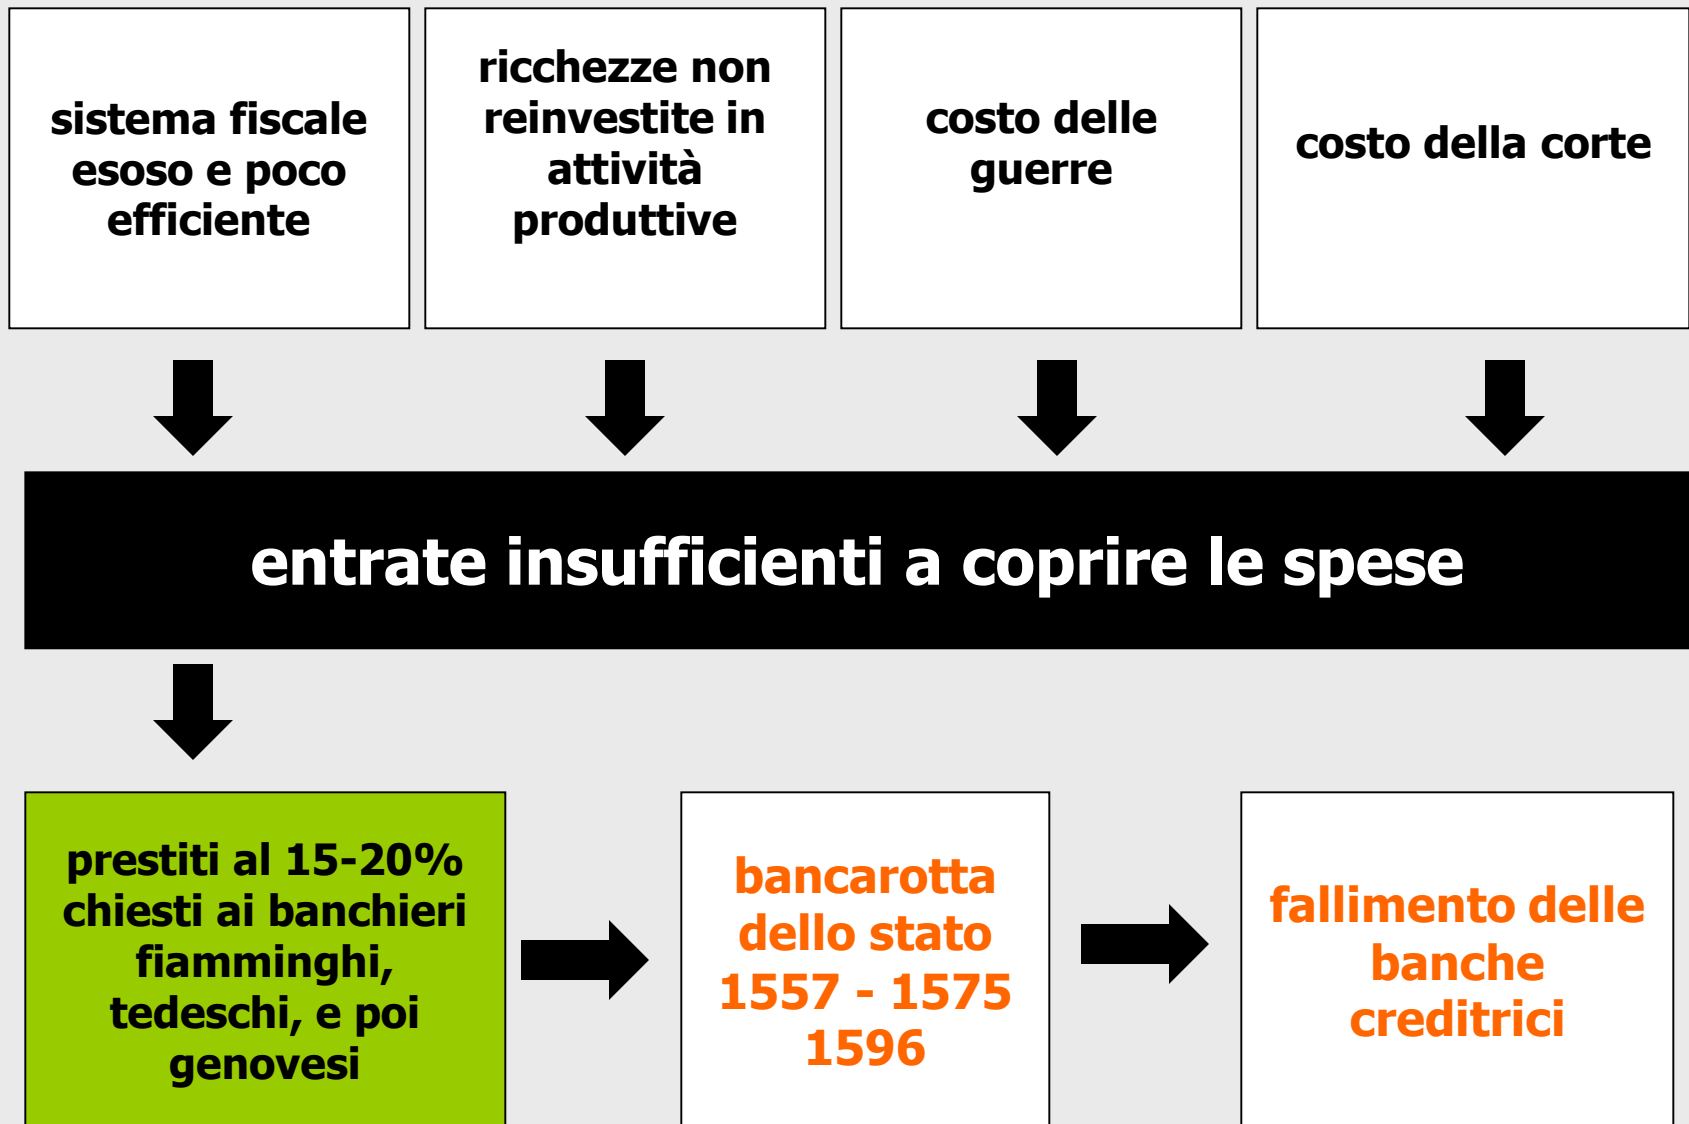 sistema fiscale
esoso e poco
efficiente
ricchezze non
reinvestite in
attività
produttive
costo delle
guerre
costo della corte
entrate insufficienti a coprire le spese
prestiti al 15-20%
chiesti ai banchieri
fiamminghi,
tedeschi, e poi
genovesi
bancarotta
dello stato
1557 - 1575
1596
fallimento delle
banche
creditrici